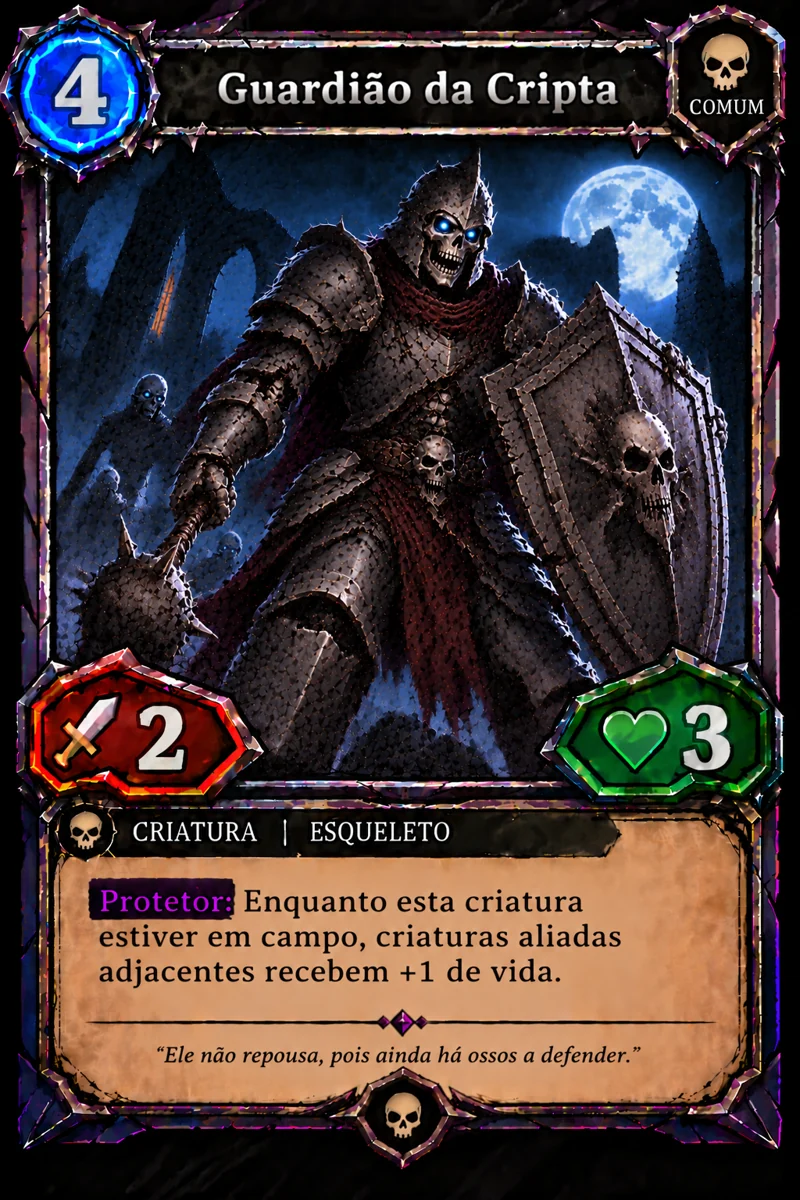 4
Guardião da Cripta
COMUM
2
3
CRIATURA | ESQUELETO
Protetor: Enquanto esta criatura
estiver em campo, criaturas aliadas
adjacentes recebem +1 de vida.
“Ele não repousa, pois ainda há ossos a defender.”